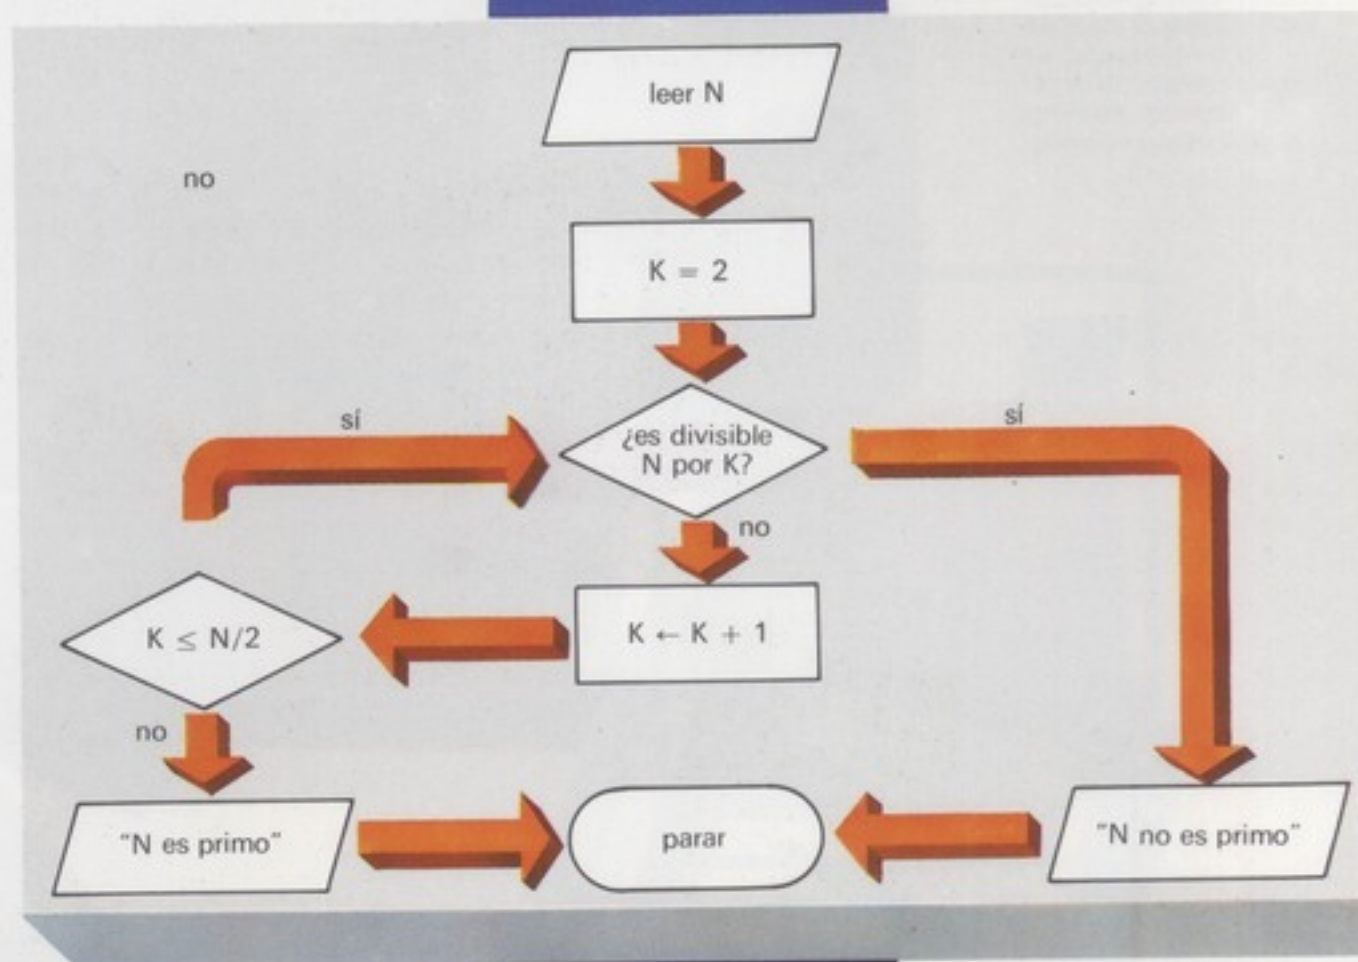 leer N
no
K = 2
sí
¿es divisible
N por K?
sí
no
K ≤ N/2
K ← K + 1
no
"N es primo"
parar
"N no es primo"